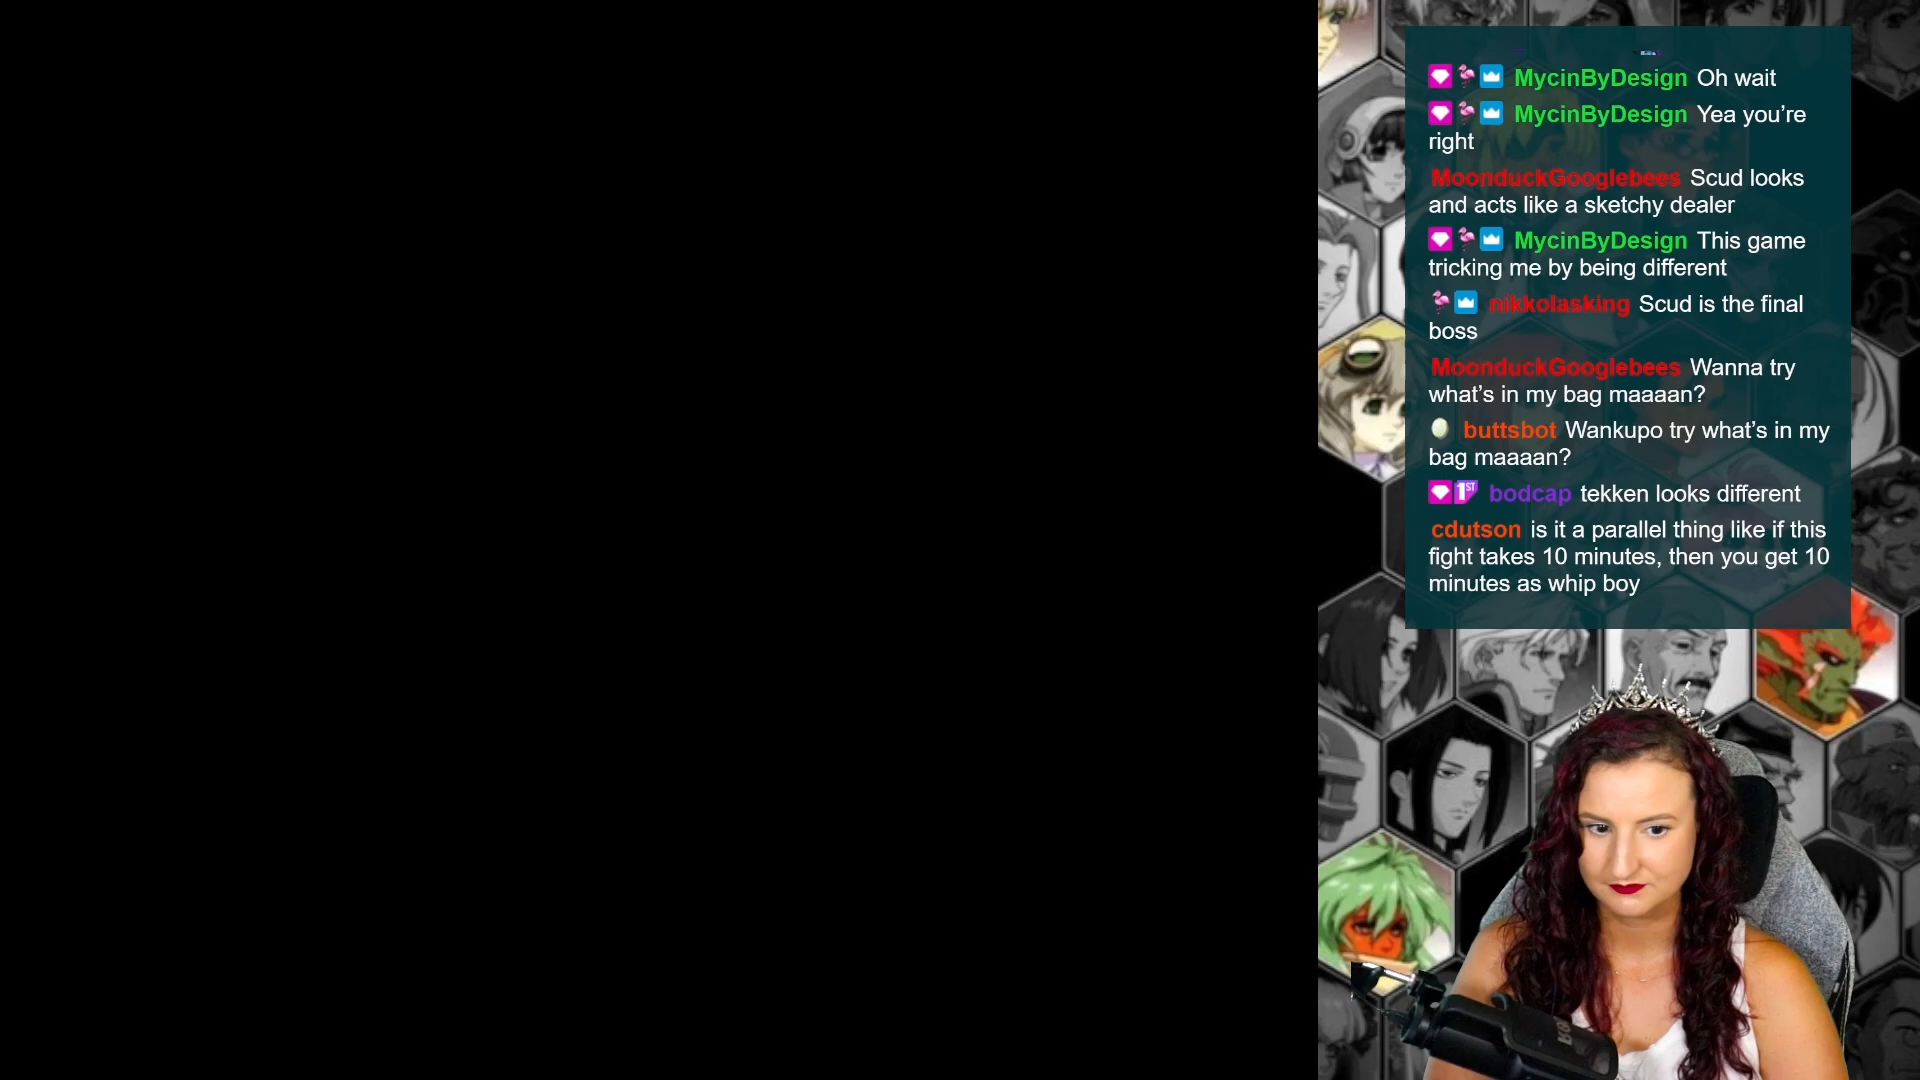 MycinByDesign Oh wait
MycinByDesign Yea you’re
right
MoonduckGooglebees Scud looks
and acts like a sketchy dealer
MycinByDesign This game
tricking me by being different
nikkolasking Scud is the final
boss
MoonduckGooglebees Wanna try
what’s in my bag maaaan?
buttsbot Wankupo try what’s in my
bag maaaan?
1ST bodcap tekken looks different
cdutson is it a parallel thing like if this
fight takes 10 minutes, then you get 10
minutes as whip boy